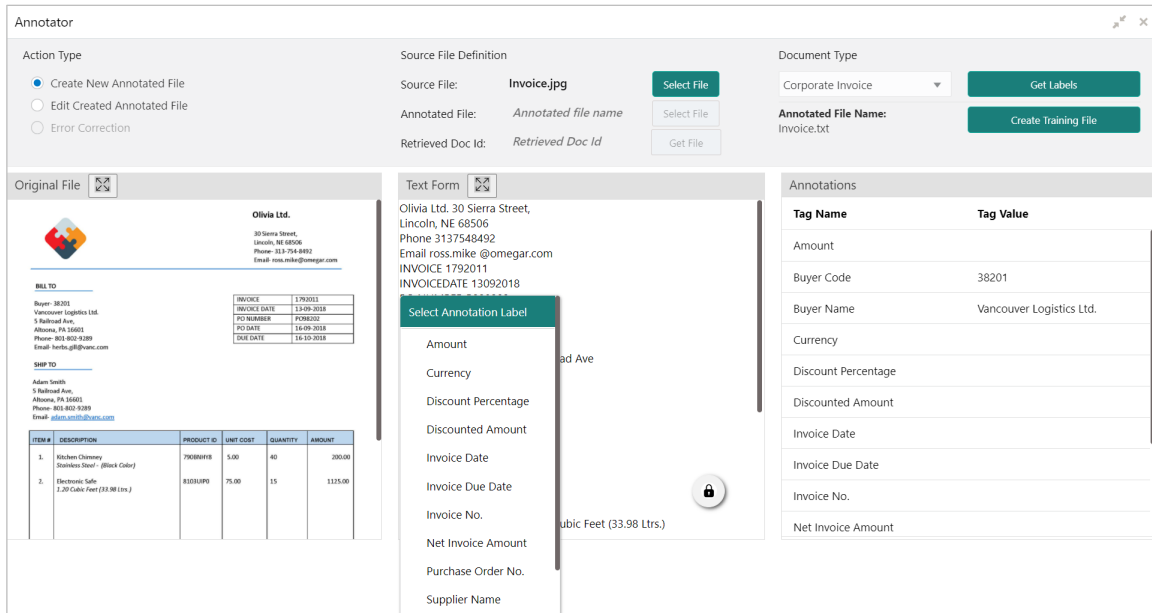 Annotator
Action Type
Create New Annotated File
Edit Created Annotated File
Error Correction
Source File Definition
Source File: Invoice.jpg Select File
Annotated File: Annotated file name Select File
Retrieved Doc Id: Retrieved Doc Id Get File
Document Type
Corporate Invoice Get Labels
Annotated File Name:
Invoice.txt
Create Training File
Original File
Olivia Ltd.
30 Sierra Street,
Lincoln, NE 68506
Phone- 313-754-8492
Email- ross.mike@omegar.com
BILL TO
Buyer- 38201
Vancouver Logistics Ltd.
5 Railroad Ave,
Altoona, PA 16601
Phone- 801-802-9289
Email- herbs.gill@vanc.com
INVOICE 1792011
INVOICE DATE 13-09-2018
PO NUMBER PO98202
PO DATE 16-09-2018
DUE DATE 16-10-2018
SHIP TO
Adam Smith
5 Railroad Ave,
Altoona, PA 16601
Phone- 801-802-9289
Email- adam.smith@vanc.com
ITEM # DESCRIPTION PRODUCT ID UNIT COST QUANTITY AMOUNT
1. Kitchen Chimney 790BNHY8 5.00 40 200.00
Stainless Steel - (Black Color)
2. Electronic Safe 8103UIP0 75.00 15 1125.00
1.20 Cubic Feet (33.98 Ltrs.)
Text Form
Olivia Ltd. 30 Sierra Street,
Lincoln, NE 68506
Phone 3137548492
Email ross.mike @omegar.com
INVOICE 1792011
INVOICEDATE 13092018
ad Ave
ubic Feet (33.98 Ltrs.)
Select Annotation Label
Amount
Currency
Discount Percentage
Discounted Amount
Invoice Date
Invoice Due Date
Invoice No.
Net Invoice Amount
Purchase Order No.
Supplier Name
Annotations
Tag Name Tag Value
Amount
Buyer Code 38201
Buyer Name Vancouver Logistics Ltd.
Currency
Discount Percentage
Discounted Amount
Invoice Date
Invoice Due Date
Invoice No.
Net Invoice Amount